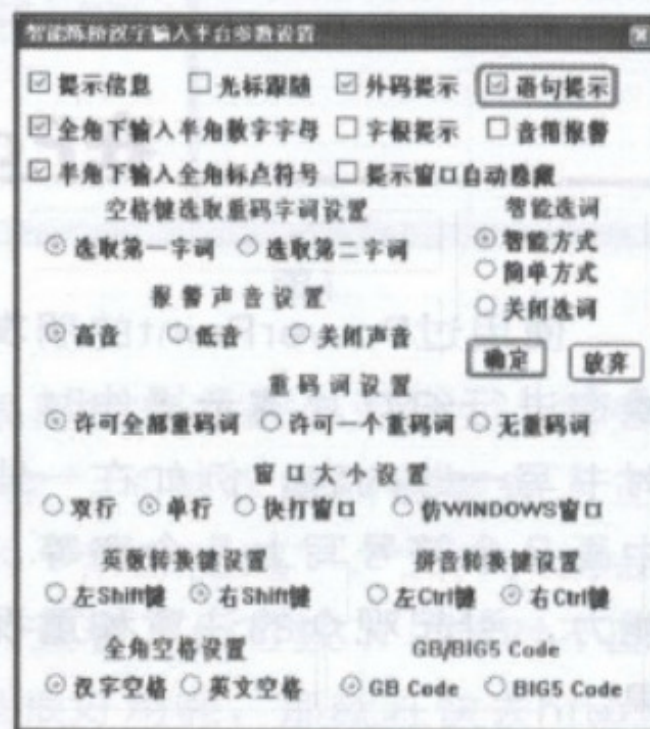 智能陈桥汉字输入平台参数设置
提示信息 光标跟随 外码提示 语句提示
全角下输入半角数字字母 字根提示 音箱报警
半角下输入全角标点符号 提示窗口自动隐藏
空格键选取重码字词设置 智能选词
选取第一字词 选取第二字词 智能方式
简单方式
报警声音设置 关闭选词
高音 低音 关闭声音 确定 放弃
重码词设置
许可全部重码词 许可一个重码词 无重码词
窗口大小设置
双行 单行 快打窗口 仿WINDOWS窗口
英数转换键设置 拼音转换键设置
左Shift键 右Shift键 左Ctrl键 右Ctrl键
全角空格设置 GB/BIG5 Code
汉字空格 英文空格 GB Code BIG5 Code